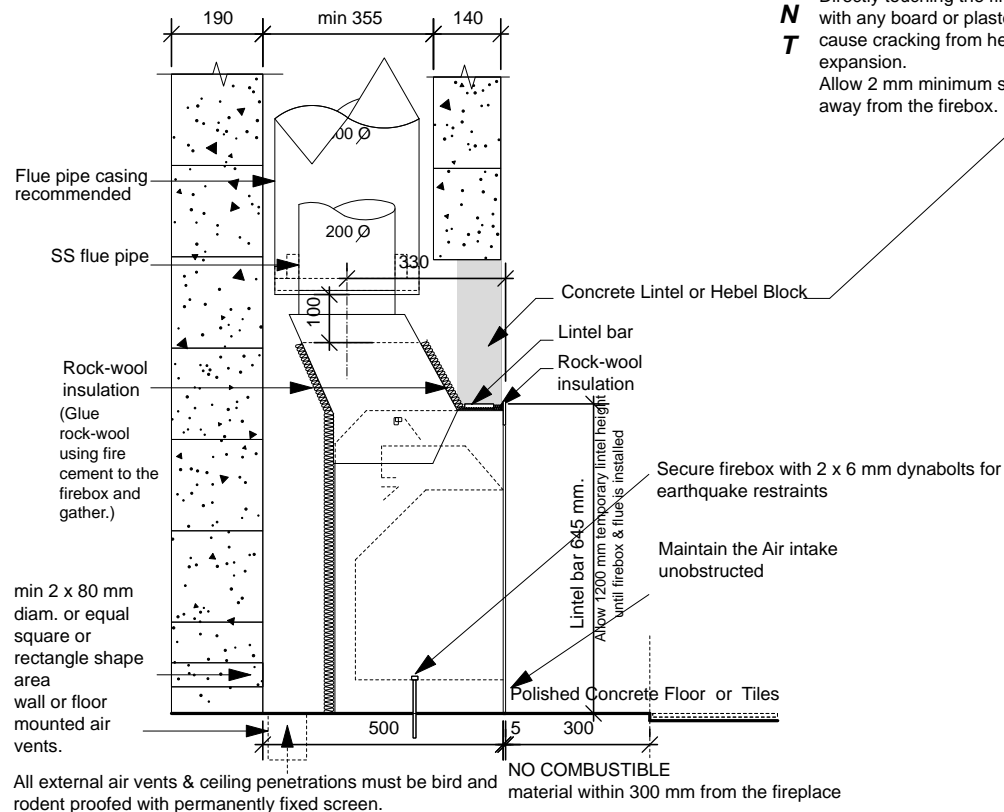 190
min 355
140
N
T
with any board or plaste
cause cracking from he
expansion.
Allow 2 mm minimum s
away from the firebox.
00 Ø
Flue pipe casing
recommended
200 Ø
SS flue pipe
330
100
Concrete Lintel or Hebel Block
Lintel bar
Rock-wool
insulation
Rock-wool
insulation
(Glue
rock-wool
using fire
cement to the
firebox and
gather.)
Lintel bar 645 mm.
Allow 1200 mm temporary lintel height
until firebox & flue is installed
Secure firebox with 2 x 6 mm dynabolts for
earthquake restraints
Maintain the Air intake
unobstructed
min 2 x 80 mm
diam. or equal
square or
rectangle shape
area
wall or floor
mounted air
vents.
Polished Concrete Floor or Tiles
500
5
300
All external air vents & ceiling penetrations must be bird and
rodent proofed with permanently fixed screen.
NO COMBUSTIBLE
material within 300 mm from the fireplace